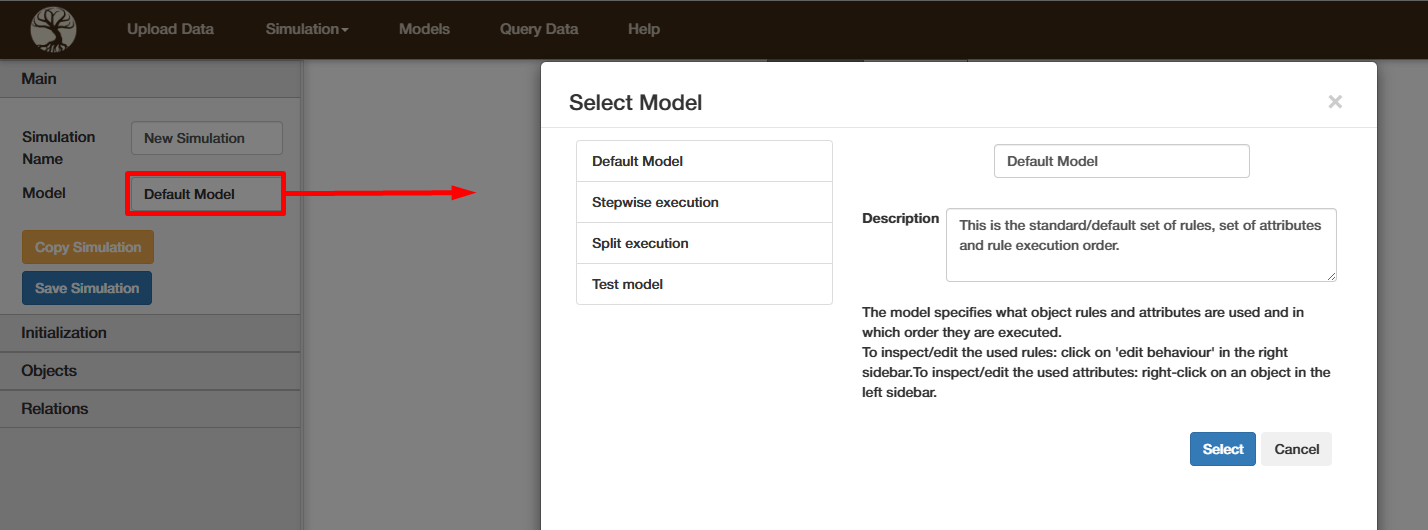 Upload Data
Simulation
Models
Query Data
Help
Main
Simulation
Name
New Simulation
Model
Default Model
Copy Simulation
Save Simulation
Initialization
Objects
Relations
Select Model
×
Default Model
Stepwise execution
Split execution
Test model
Default Model
Description
This is the standard/default set of rules, set of attributes
and rule execution order.
The model specifies what object rules and attributes are used and in
which order they are executed.
To inspect/edit the used rules: click on 'edit behaviour' in the right
sidebar.To inspect/edit the used attributes: right-click on an object in the
left sidebar.
Select
Cancel